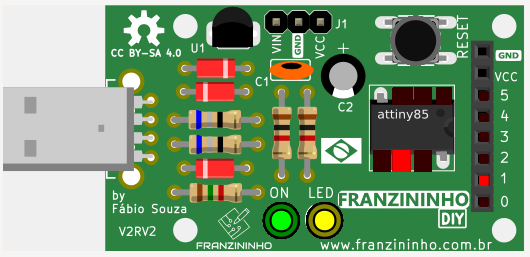 CC BY-SA 4.0
U1
VIN
GND
VCC
J1
RESET
C1
C2
attiny85
GND
VCC
5
4
3
2
1
0
ON
LED
by
Fábio Souza
V2RV2
FRANZININHO
FRANZININHO
DIY
www.franzininho.com.br